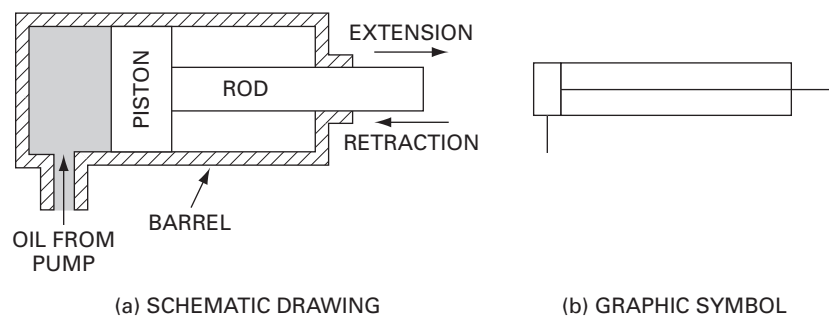 EXTENSION
PISTON
ROD
RETRACTION
BARREL
OIL FROM
PUMP
(a) SCHEMATIC DRAWING
(b) GRAPHIC SYMBOL